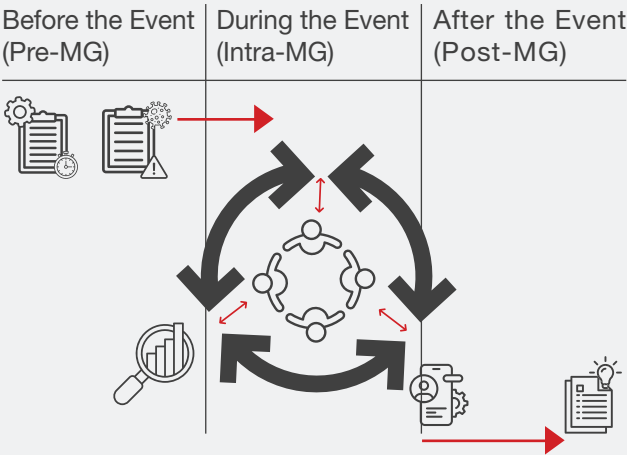 Before the Event
(Pre-MG)
During the Event
(Intra-MG)
After the Event
(Post-MG)